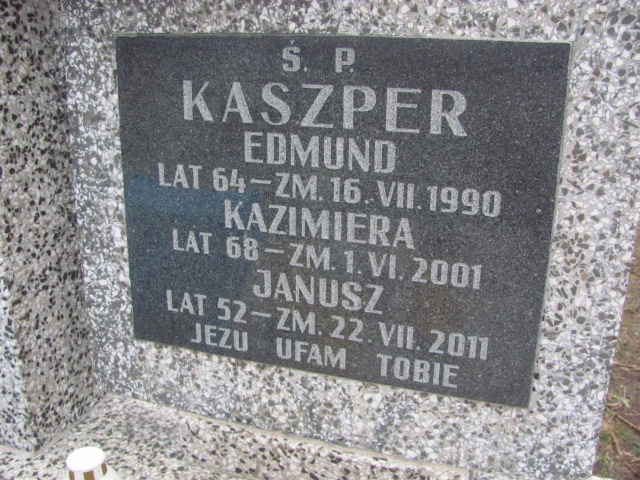 Ś. P.
KASZPER
EDMUND
LAT 64 – ZM. 16. VII. 1990
KAZIMIERA
LAT 68 – ZM. 1. VI. 2001
JANUSZ
LAT 52 – ZM. 22. VII. 2011
JEZU UFAM TOBIE